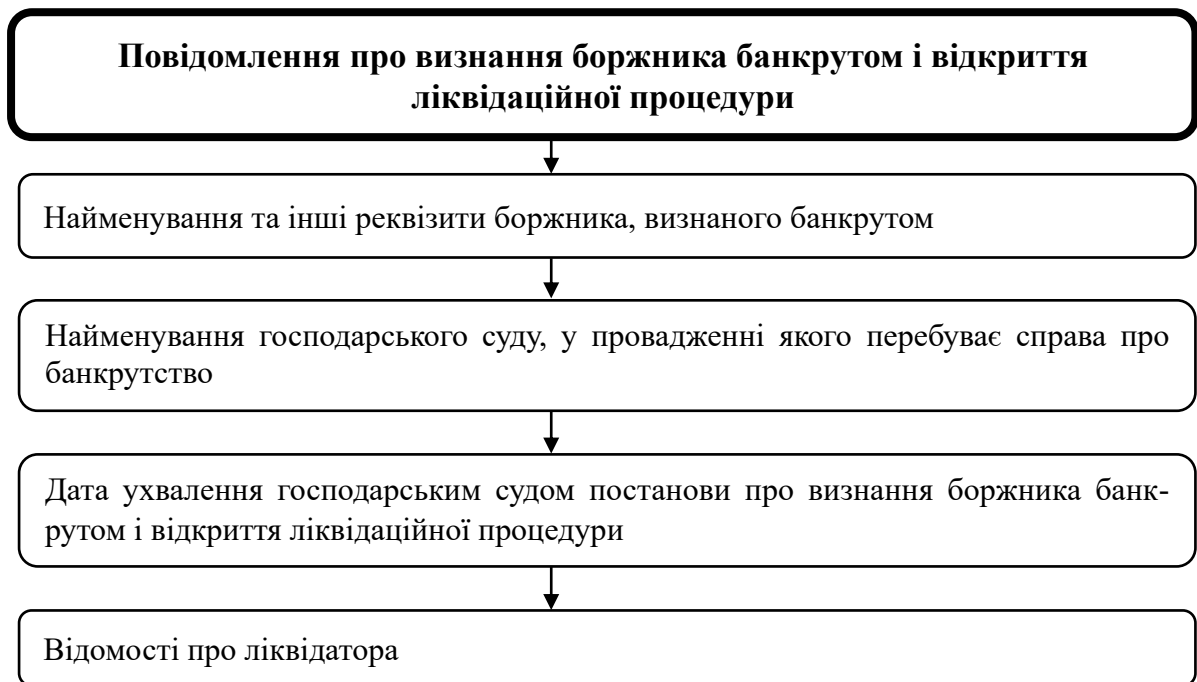 Повідомлення про визнання боржника банкрутом і відкриття
ліквідаційної процедури
Найменування та інші реквізити боржника, визнаного банкрутом
Найменування господарського суду, у провадженні якого перебуває справа про
банкрутство
Дата ухвалення господарським судом постанови про визнання боржника банк-
рутом і відкриття ліквідаційної процедури
Відомості про ліквідатора